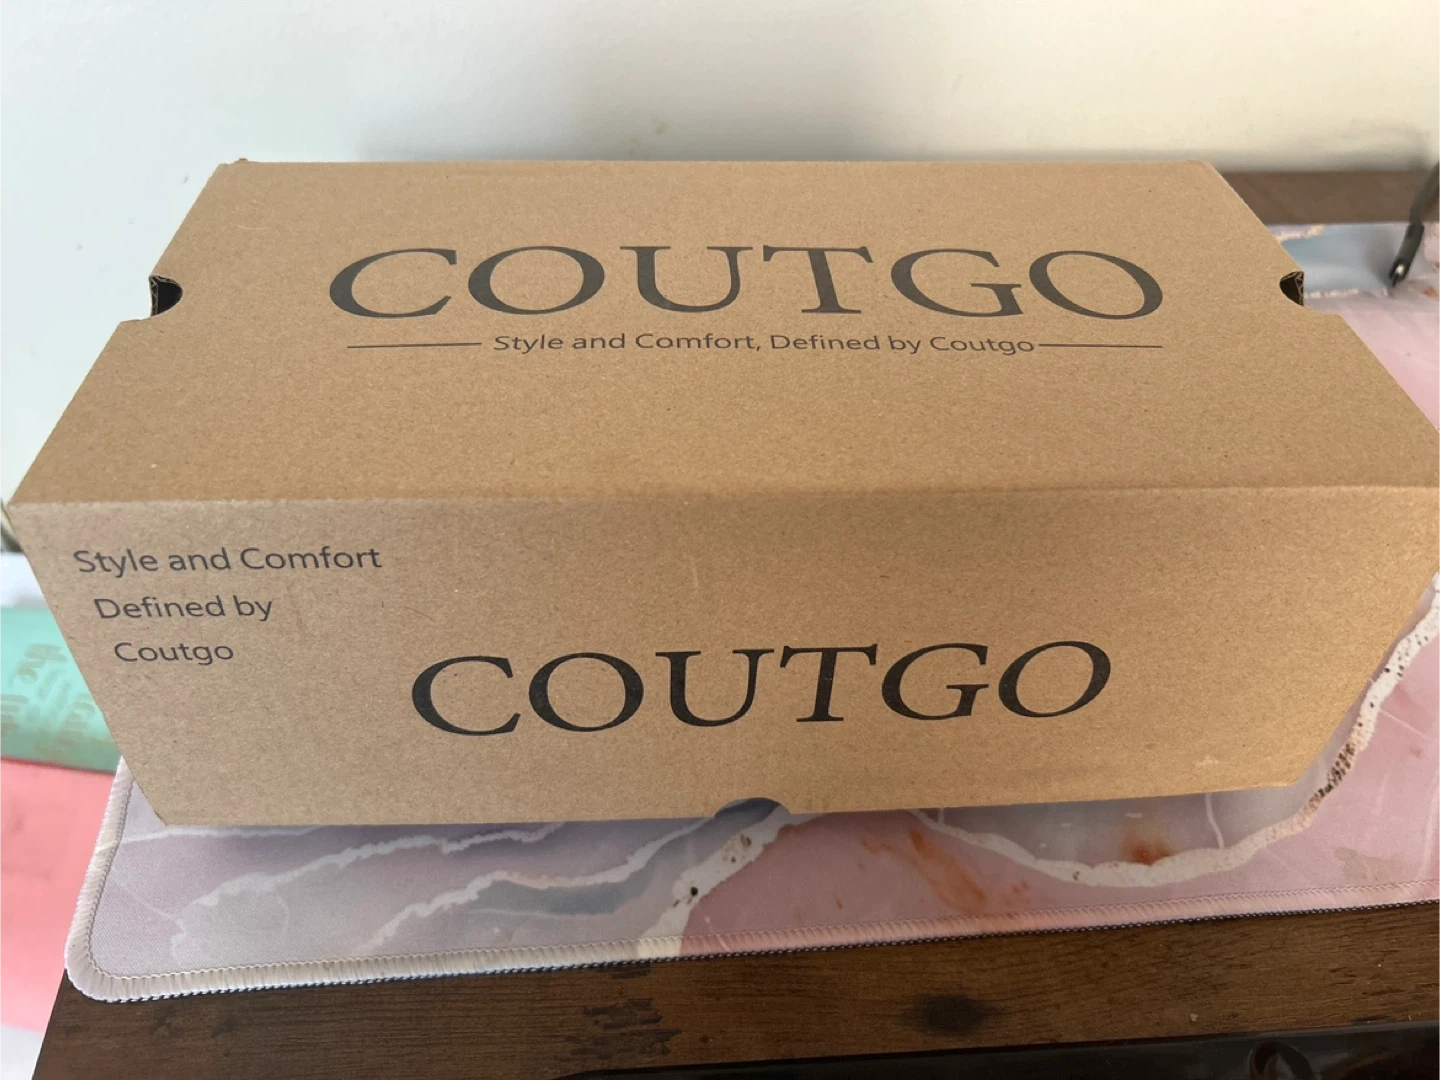 COUTGO
Style and Comfort, Defined by Coutgo
Style and Comfort
Defined by
Coutgo
COUTGO